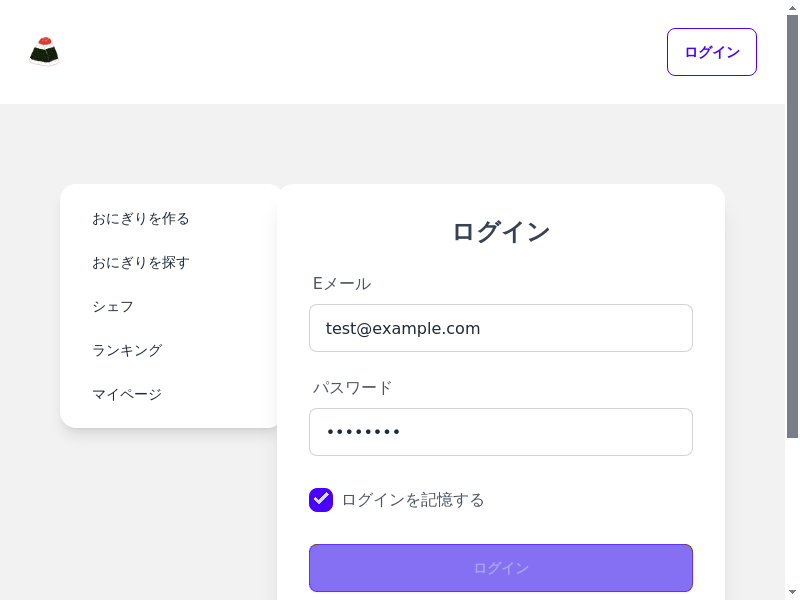 ログイン
おにぎりを作る
おにぎりを探す
シェフ
ランキング
マイページ
ログイン
Eメール
test@example.com
パスワード
••••••••
ログインを記憶する
ログイン